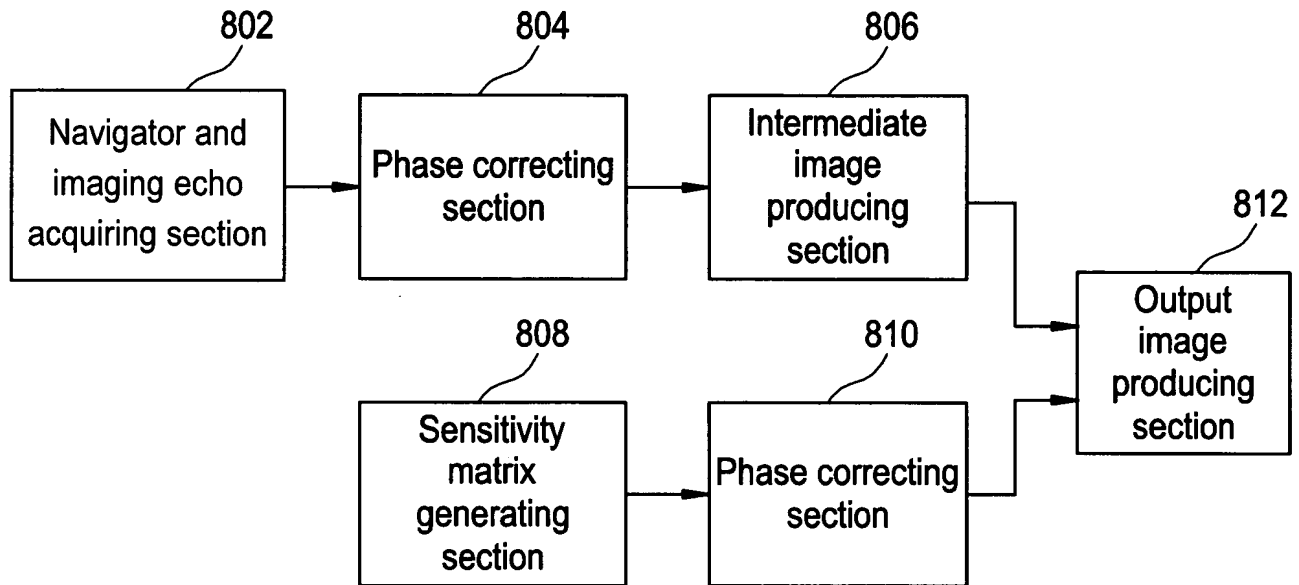 802
804
806
Navigator and
imaging echo
acquiring section
Phase correcting
section
Intermediate
image
producing
section
812
Output
image
producing
section
808
810
Sensitivity
matrix
generating
section
Phase correcting
section